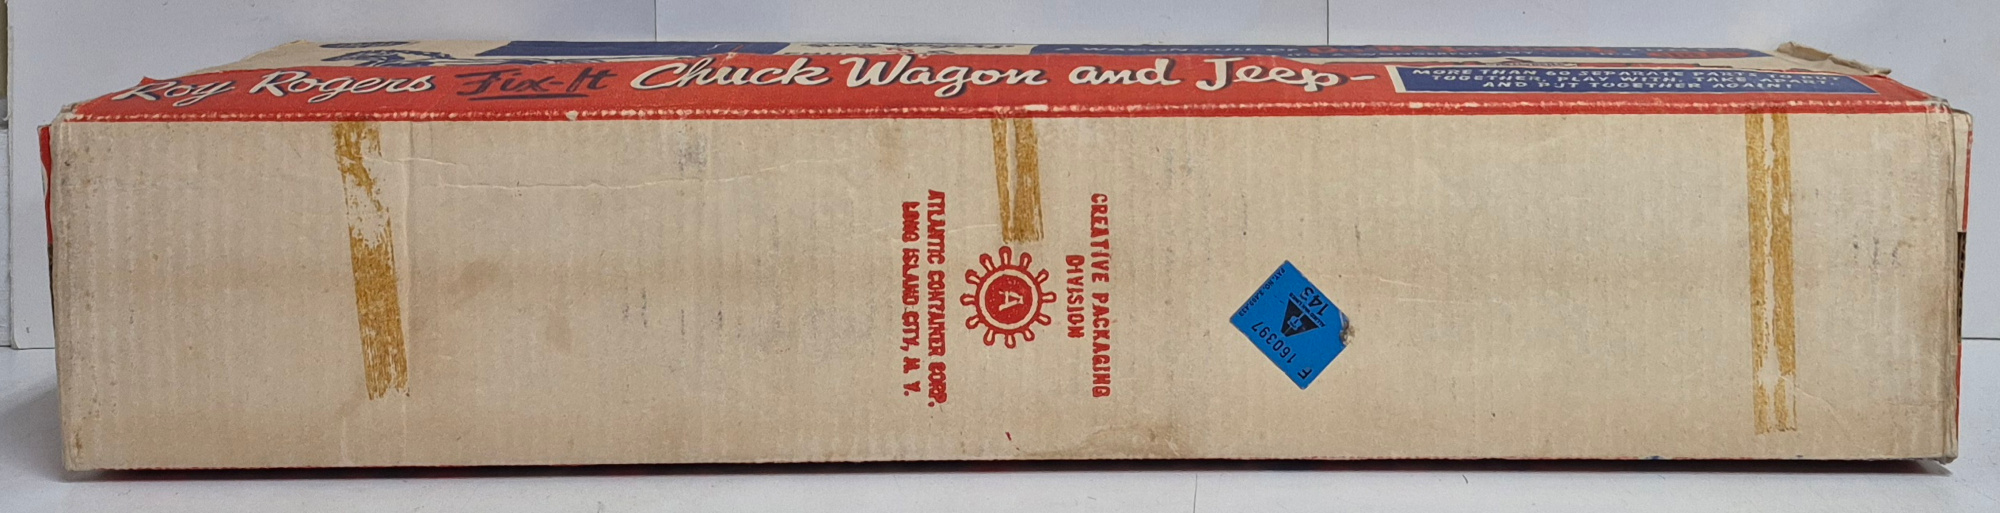 Roy Rogers Fix-It Chuck Wagon and Jeep-
MORE THAN 60 SEPARATE PARTS TO PUT
TOGETHER, PLAY WITH, TAKE APART,
AND PUT TOGETHER AGAIN!
CREATIVE PACKAGING
DIVISION
A
ATLANTIC CONTAINER CORP.
LONG ISLAND CITY, N. Y.
F 160397
143